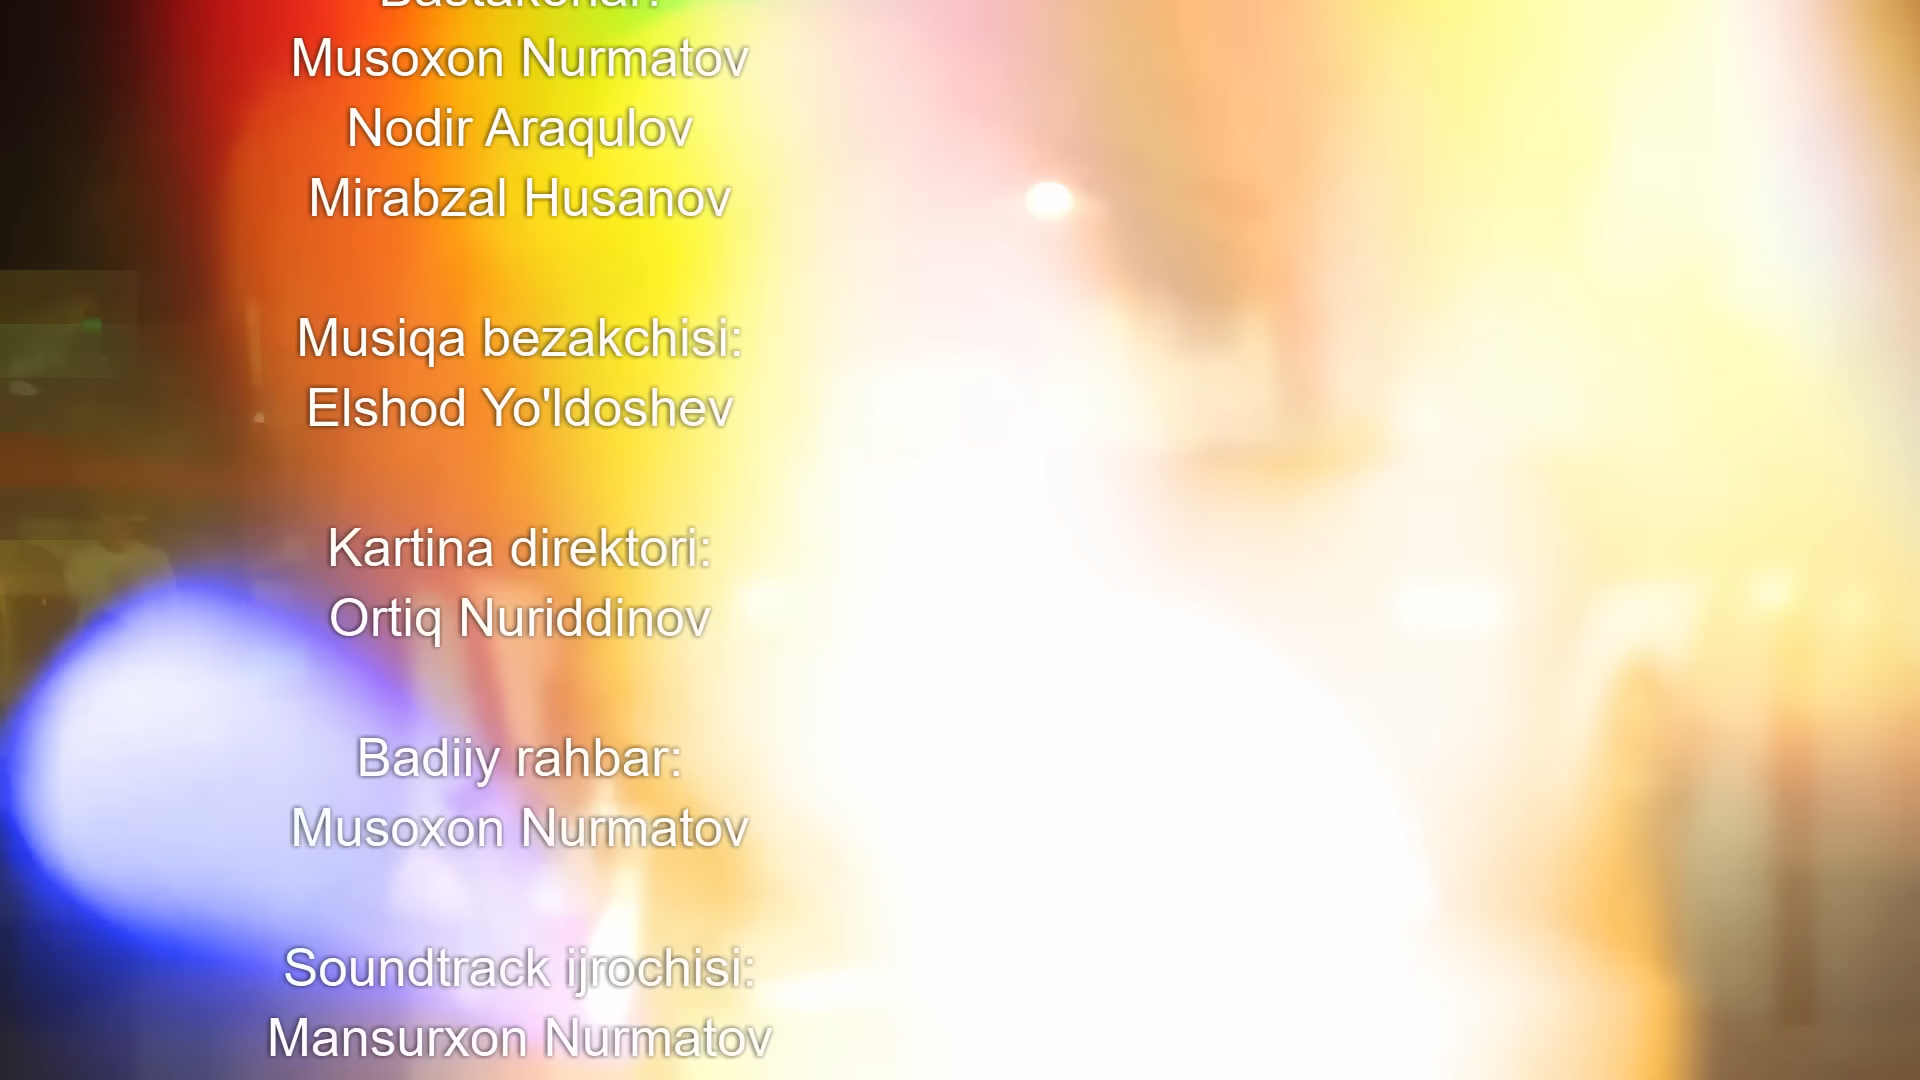 Musoxon Nurmatov
Nodir Araqulov
Mirabzal Husanov
Musiqa bezakchisi:
Elshod Yo'ldoshev
Kartina direktori:
Ortiq Nuriddinov
Badiiy rahbar:
Musoxon Nurmatov
Soundtrack ijrochisi:
Mansurxon Nurmatov